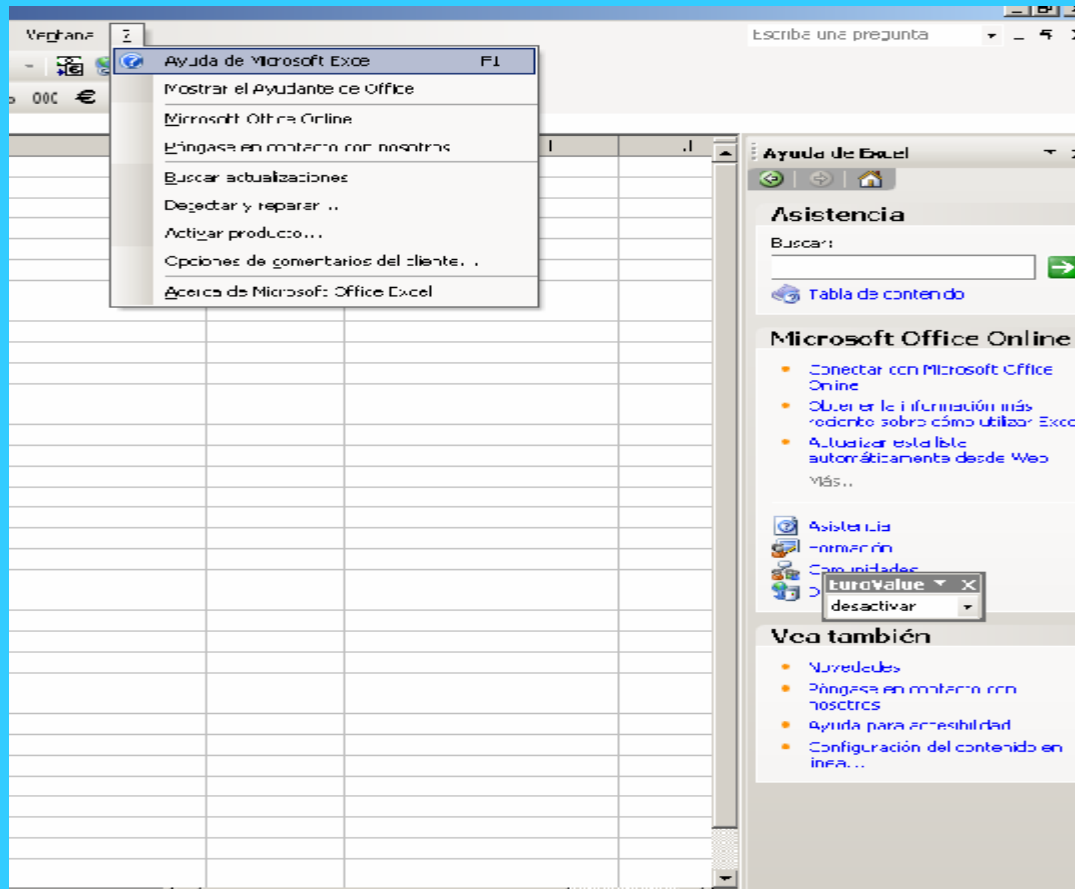 Ventana ?
Escriba una pregunta
Ayuda de Microsoft Excel F1
Mostrar el Ayudante de Office
Microsoft Office Online
Póngase en contacto con nosotros
Buscar actualizaciones
Detectar y reparar...
Activar producto...
Opciones de comentarios del cliente...
Acerca de Microsoft Office Excel
000 €
I J
Ayuda de Excel
Asistencia
Buscar:
Tabla de contenido
Microsoft Office Online
Conectar con Microsoft Office
Online
Obtener la información más
reciente sobre cómo utilizar Exce
Actualizar esta lista
automáticamente desde Web
Más...
Asistencia
Formación
Comunidades
D
EuroValue
desactivar
Vea también
Novedades
Póngase en contacto con
nosotros
Ayuda para accesibilidad
Configuración del contenido en
línea...